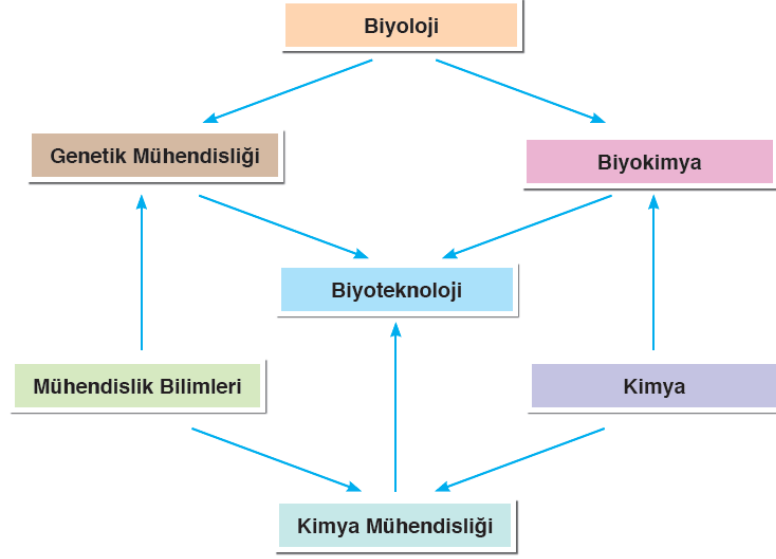 Biyoloji
Genetik Mühendisliği
Biyokimya
Biyoteknoloji
Mühendislik Bilimleri
Kimya
Kimya Mühendisliği